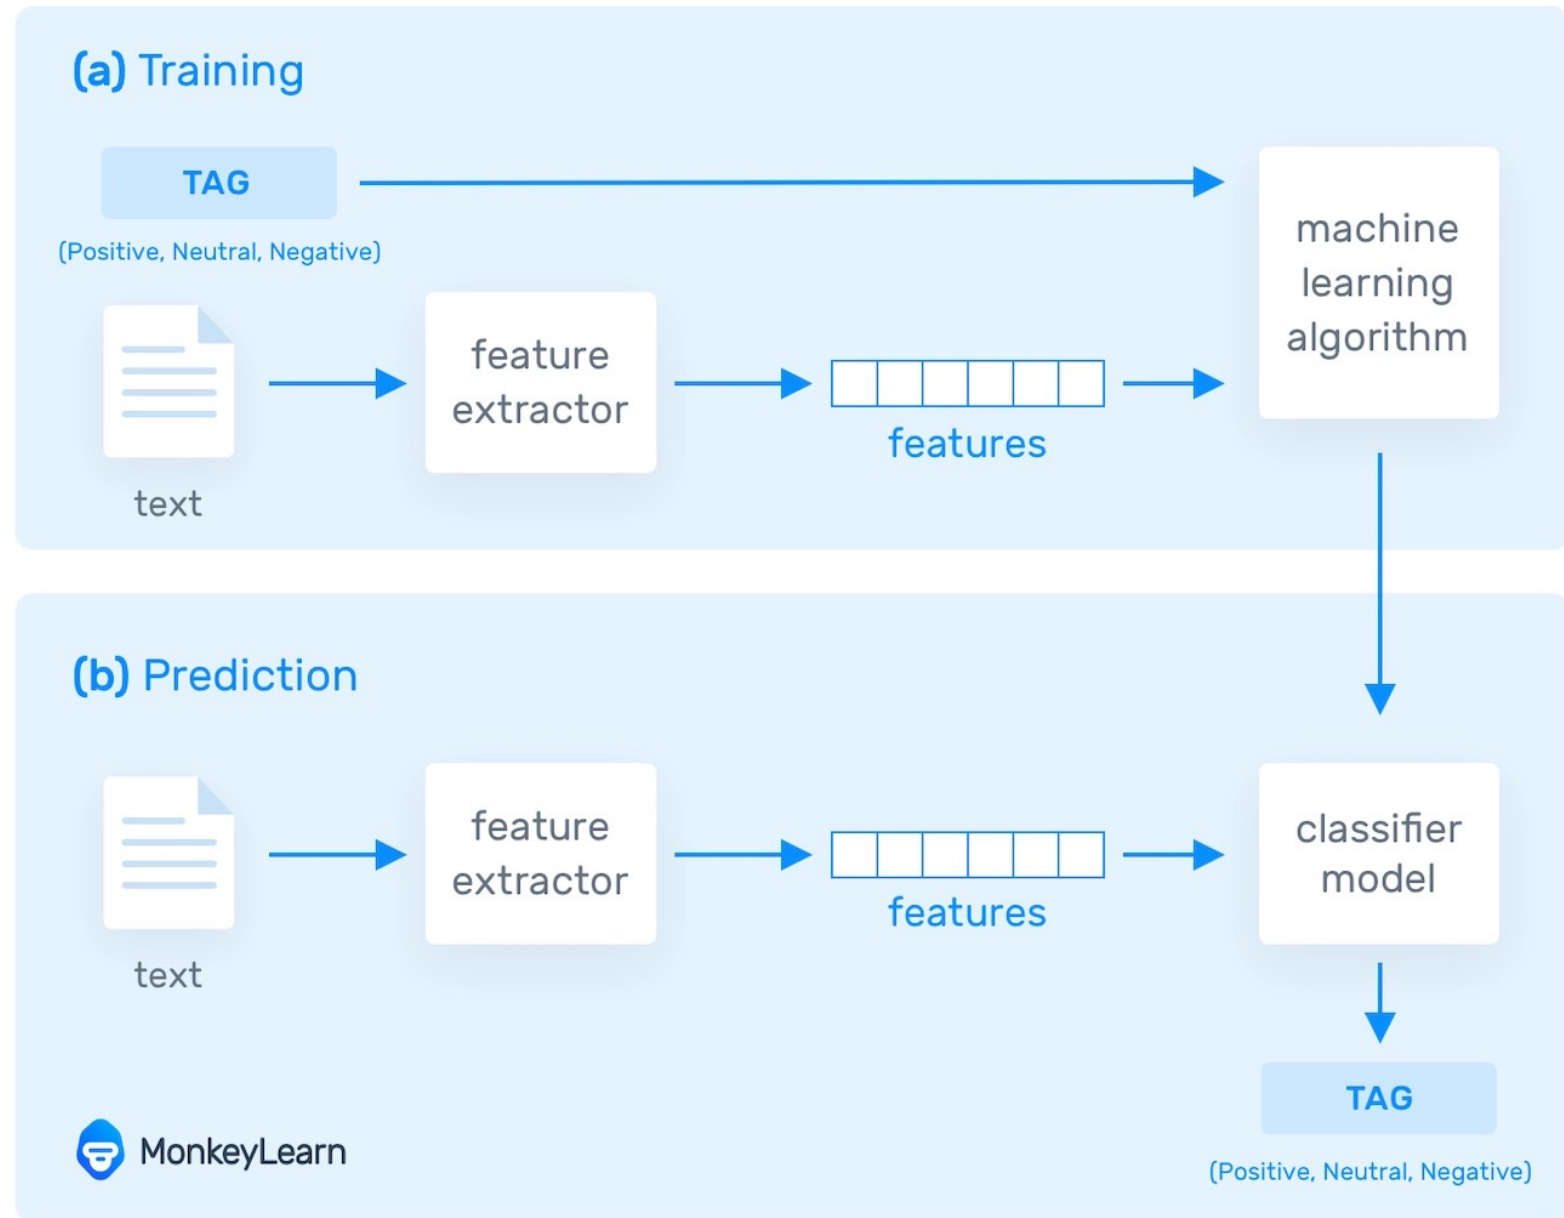 (a) Training
TAG
(Positive, Neutral, Negative)
machine
learning
algorithm
feature
extractor
features
text
(b) Prediction
feature
extractor
features
classifier
model
text
TAG
(Positive, Neutral, Negative)
MonkeyLearn